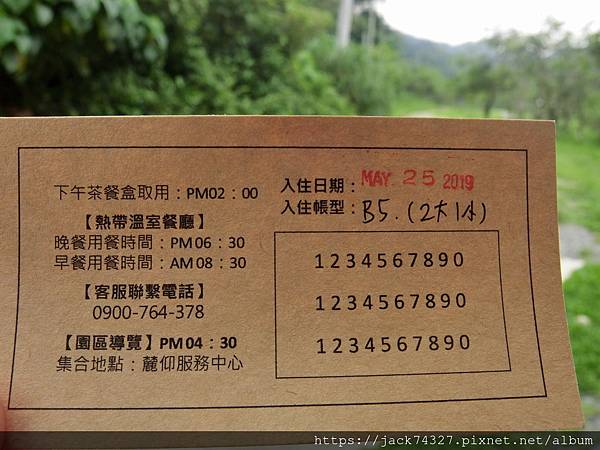 下午茶餐盒取用：PM02：00
【熱帶溫室餐廳】
晚餐用餐時間：PM06：30
早餐用餐時間：AM08：30
【客服聯繫電話】
0900-764-378
【園區導覽】PM04：30
集合地點：麓仰服務中心
入住日期：MAY 25 2019
入住帳型：B5.(2大1小)
1234567890
1234567890
1234567890
https://jack74327.pixnet.net/album